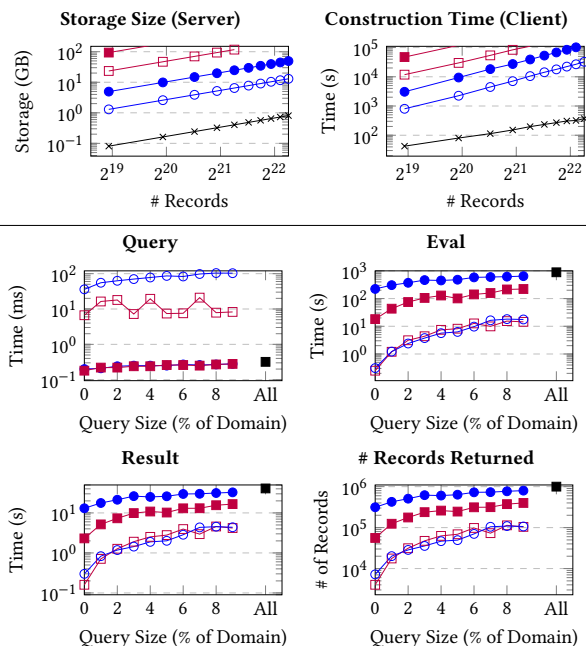 Storage Size (Server)
Storage (GB)
10^2
10^1
10^0
10^−1
2^19 2^20 2^21 2^22
# Records
Construction Time (Client)
Time (s)
10^5
10^4
10^3
10^2
2^19 2^20 2^21 2^22
# Records
Query
Time (ms)
10^2
10^1
10^0
10^−1
0 2 4 6 8 All
Query Size (% of Domain)
Eval
Time (s)
10^3
10^2
10^1
10^0
0 2 4 6 8 All
Query Size (% of Domain)
Result
Time (s)
10^1
10^0
10^−1
0 2 4 6 8 All
Query Size (% of Domain)
# Records Returned
# of Records
10^6
10^5
10^4
0 2 4 6 8 All
Query Size (% of Domain)